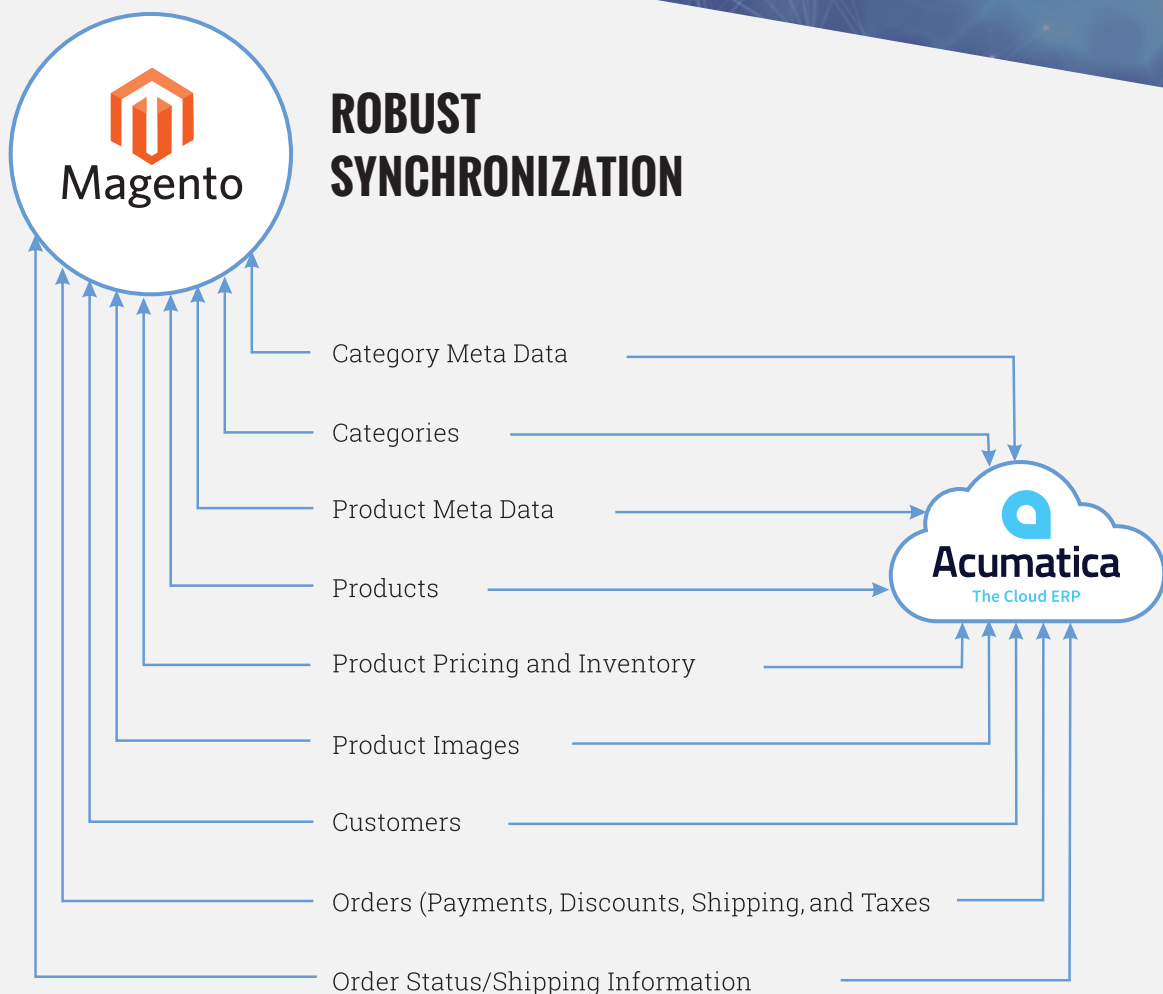 Magento
ROBUST
SYNCHRONIZATION
Category Meta Data
Categories
Product Meta Data
Products
Product Pricing and Inventory
Product Images
Customers
Orders (Payments, Discounts, Shipping, and Taxes
Order Status/Shipping Information
Acumatica
The Cloud ERP